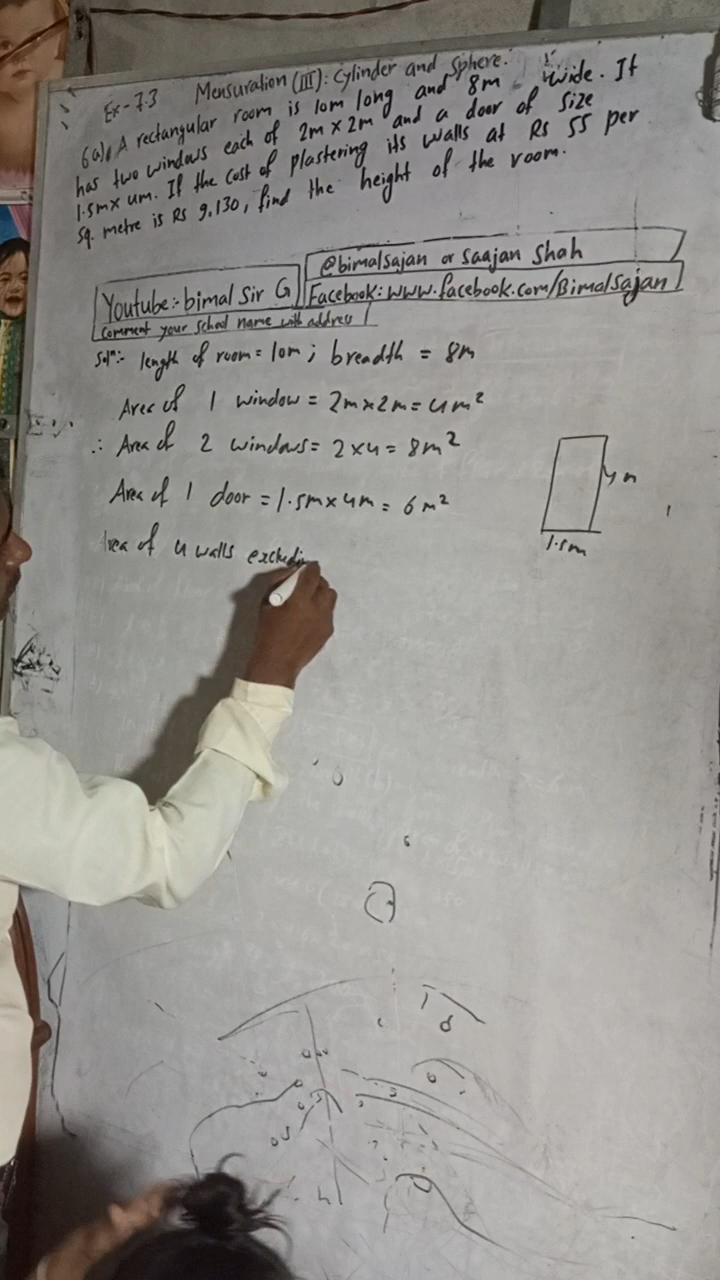 Ex-7.3 Mensuration (III): Cylinder and Sphere.
6a) A rectangular room is 10m long and 8m wide. It
has two windows each of 2m x 2m and a door of size
1.5m x 4m. If the cost of plastering its walls at Rs 55 per
sq. metre is Rs 9,130, find the height of the room.
@bimalsajan or Saajan Shah
Youtube:- bimal Sir G
Facebook: www.facebook.com/BimalSajan
Comment your school name with address
Solⁿ:- length of room = 10m ; breadth = 8m
Area of 1 window = 2m x 2m = 4m²
∴ Area of 2 windows = 2 x 4 = 8m²
Area of 1 door = 1.5m x 4m = 6m²
4m
1.5m
Area of 4 walls excludin